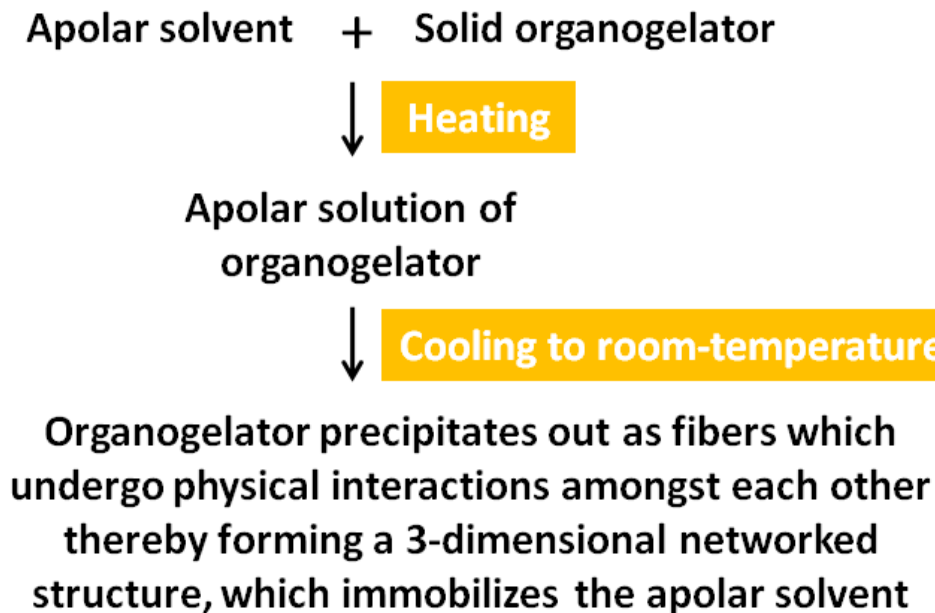 Apolar solvent + Solid organogelator
Heating
Apolar solution of
organogelator
Cooling to room-temperature
Organogelator precipitates out as fibers which
undergo physical interactions amongst each other
thereby forming a 3-dimensional networked
structure, which immobilizes the apolar solvent